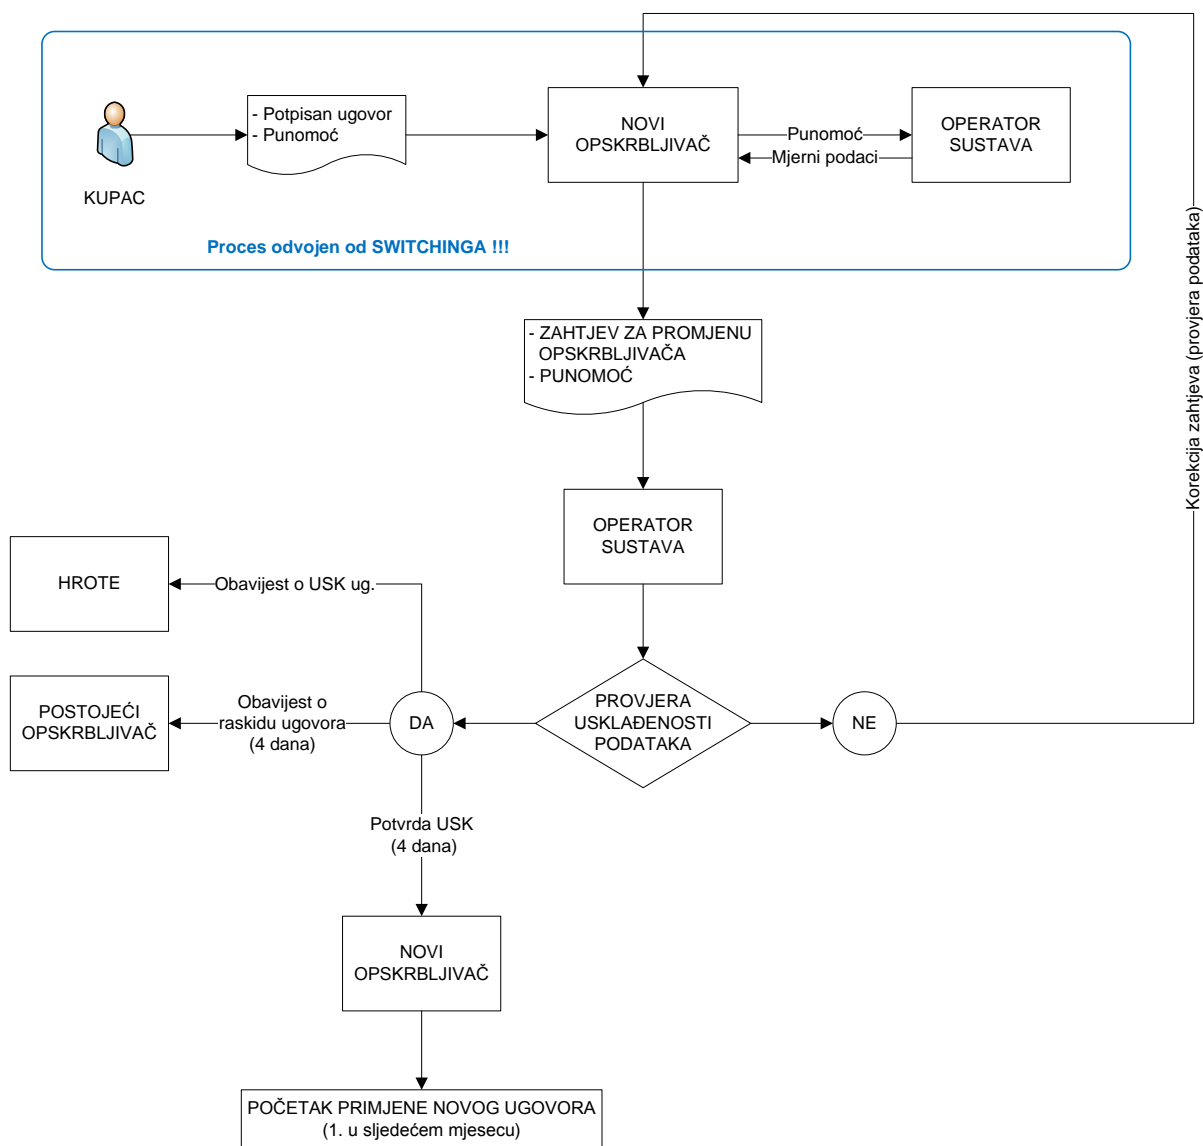 - Potpisan ugovor
- Punomoć
KUPAC
NOVI
OPSKRBLJIVAČ
Punomoć
Mjerni podaci
OPERATOR
SUSTAVA
Proces odvojen od SWITCHINGA !!!
Korekcija zahtjeva (provjera podataka)
- ZAHTJEV ZA PROMJENU
OPSKRBLJIVAČA
- PUNOMOĆ
OPERATOR
SUSTAVA
HROTE
Obavijest o USK ug.
POSTOJEĆI
OPSKRBLJIVAČ
Obavijest o
raskidu ugovora
(4 dana)
DA
PROVJERA
USKLAĐENOSTI
PODATAKA
NE
Potvrda USK
(4 dana)
NOVI
OPSKRBLJIVAČ
POČETAK PRIMJENE NOVOG UGOVORA
(1. u sljedećem mjesecu)